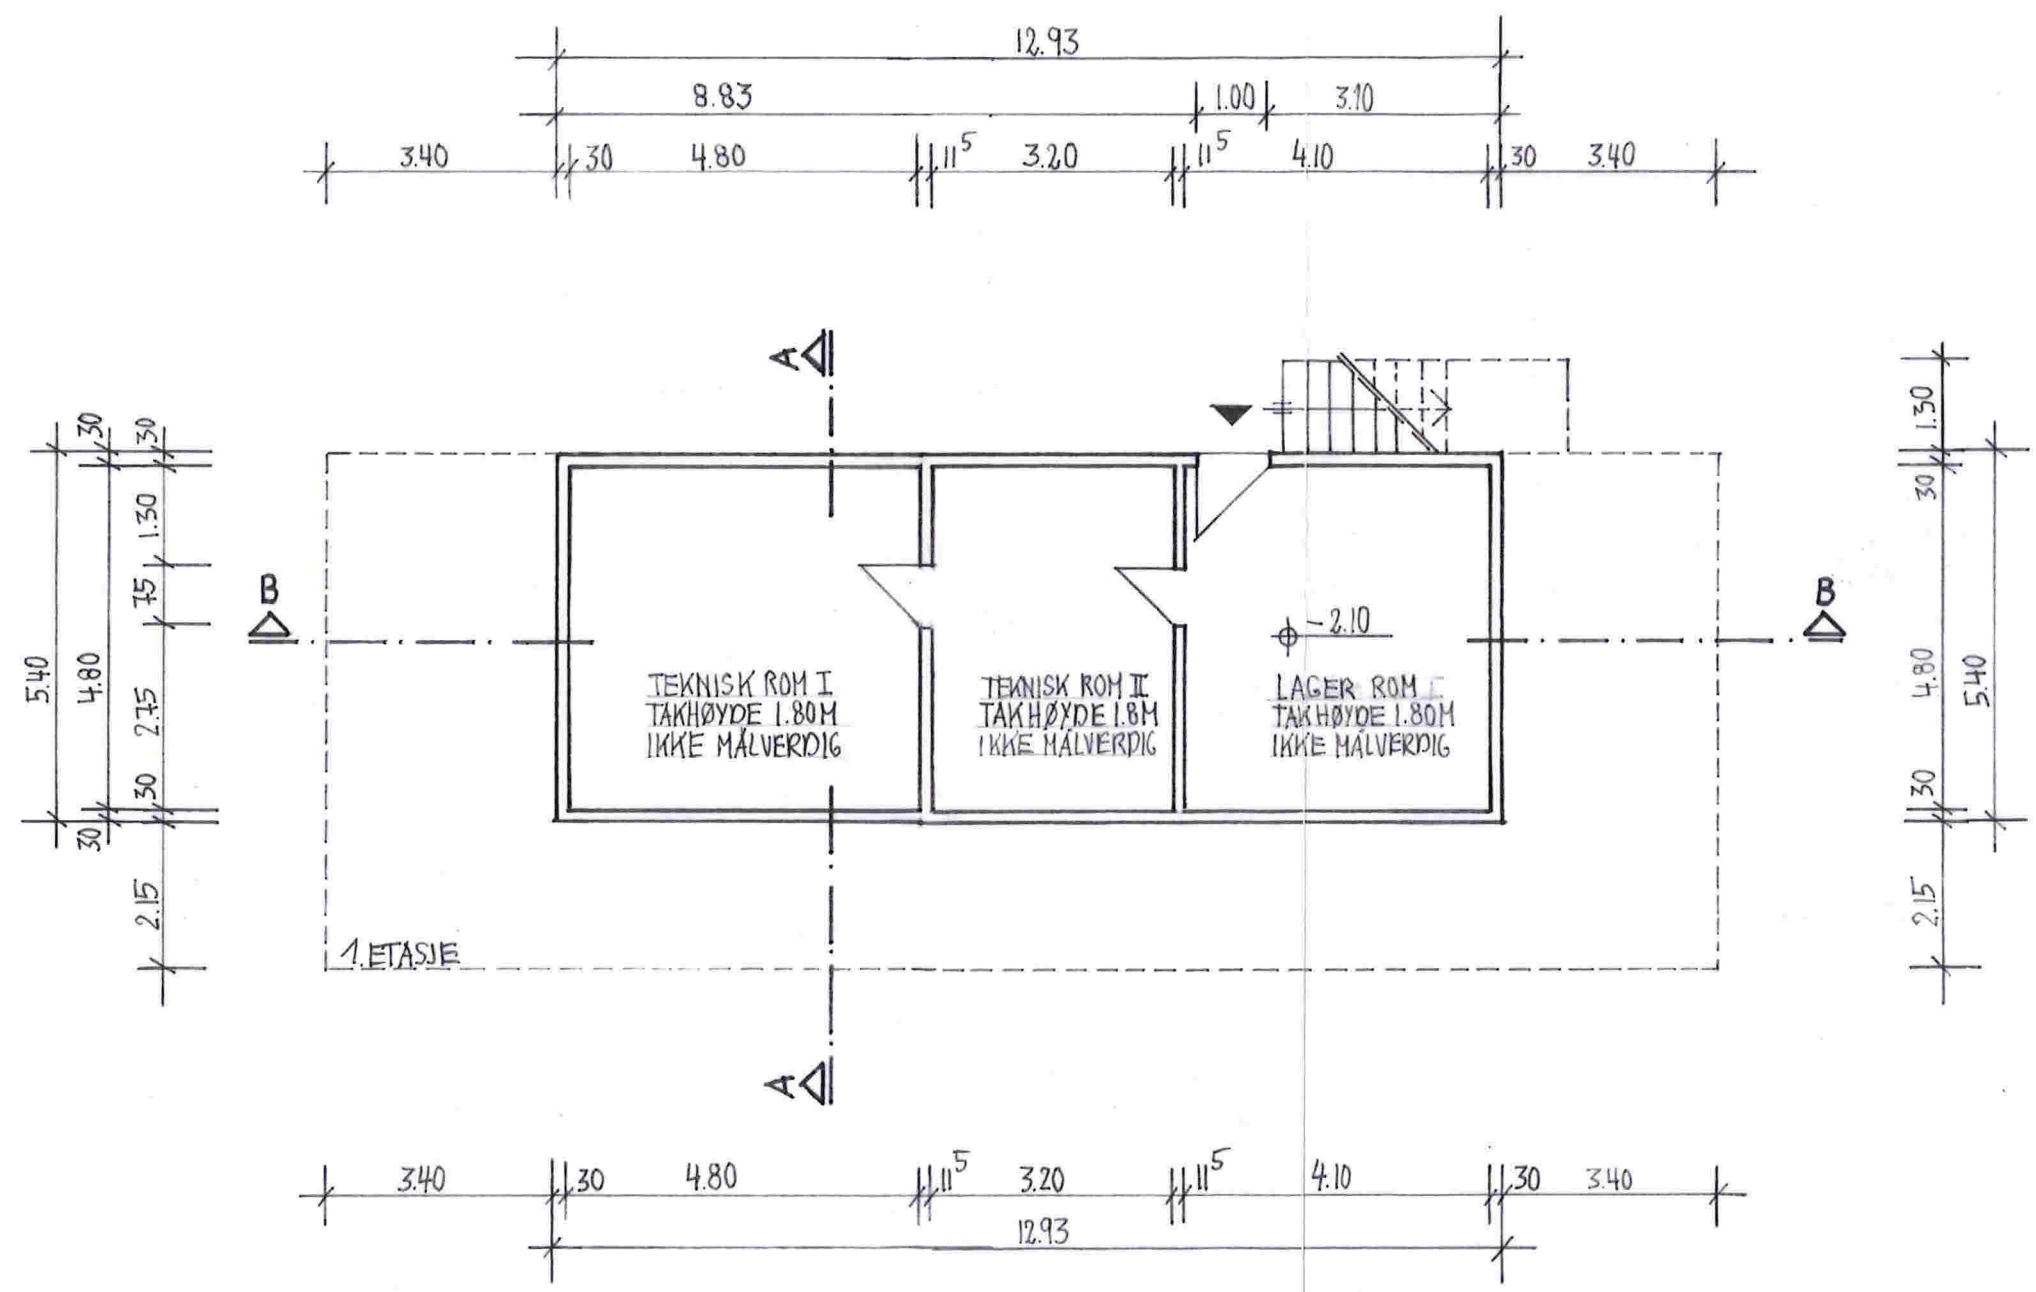 12.93
8.83 1.00 3.10
3.40 30 4.80 11⁵ 3.20 11⁵ 4.10 30 3.40
A
30 30
1.30
1.30
30
B
75
B
-2.10
5.40 4.80 2.75
4.80 5.40
TEKNISK ROM I
TAKHØYDE 1.80M
IKKE MÅLVERDIG
TEKNISK ROM II
TAKHØYDE 1.8M
IKKE MÅLVERDIG
LAGER ROM
TAKHØYDE 1.80M
IKKE MÅLVERDIG
30
30
30
2.15
2.15
1.ETASJE
A
3.40 30 4.80 11⁵ 3.20 11⁵ 4.10 30 3.40
12.93